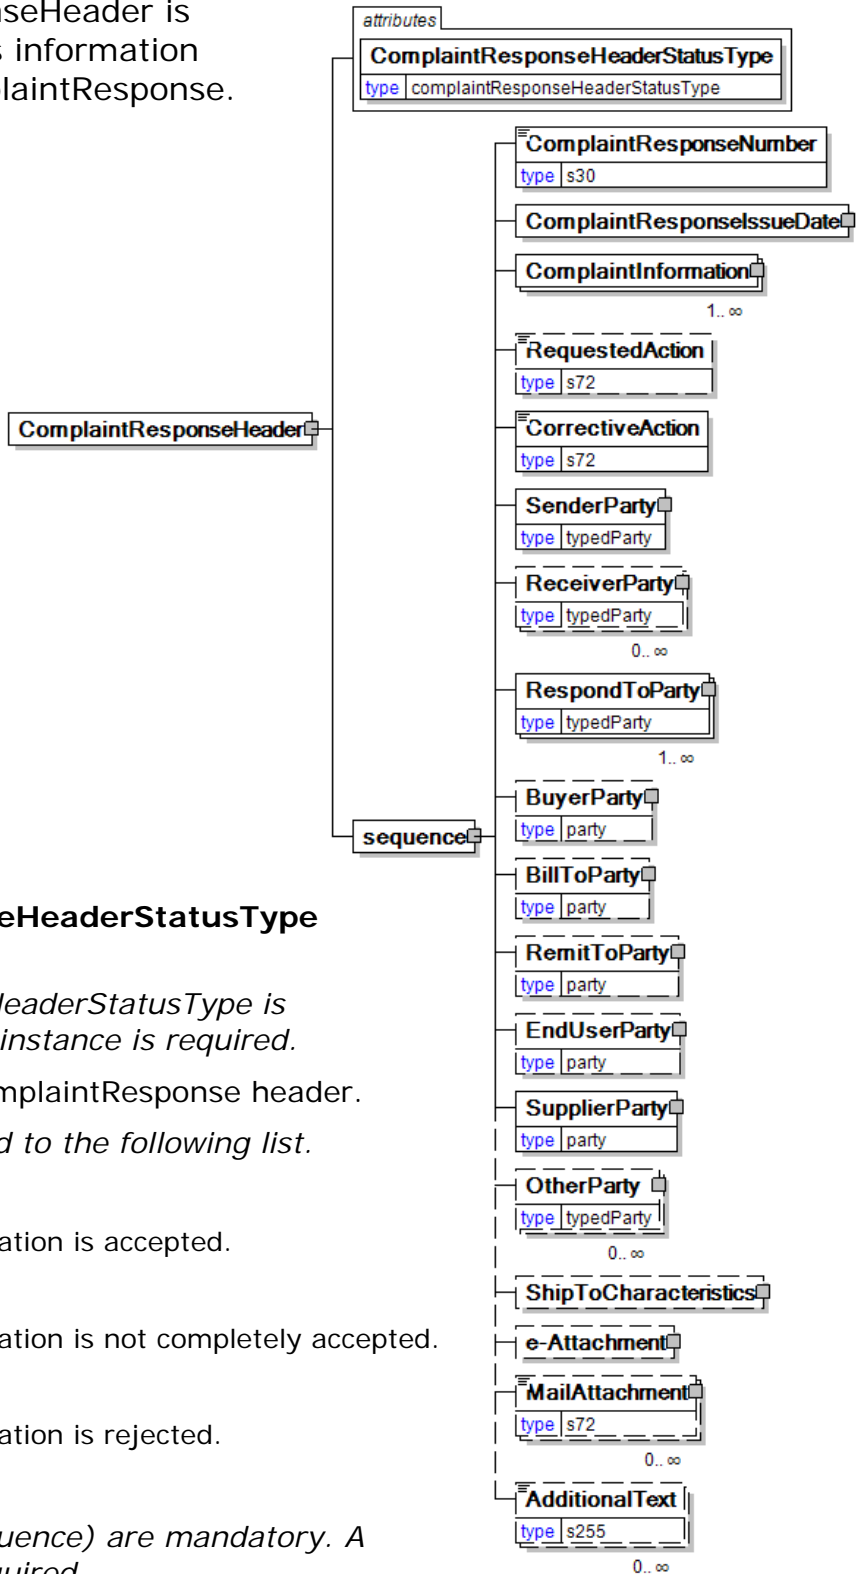 nseHeader is
s information
plaintResponse.
attributes
ComplaintResponseHeaderStatusType
type complaintResponseHeaderStatusType
ComplaintResponseNumber
type s30
ComplaintResponseIssueDate
ComplaintInformation
1..∞
RequestedAction
type s72
ComplaintResponseHeader
CorrectiveAction
type s72
SenderParty
type typedParty
ReceiverParty
type typedParty
0..∞
RespondToParty
type typedParty
1..∞
sequence
BuyerParty
type party
BillToParty
type party
RemitToParty
type party
EndUserParty
type party
SupplierParty
type party
OtherParty
type typedParty
0..∞
ShipToCharacteristics
e-Attachment
MailAttachment
type s72
0..∞
AdditionalText
type s255
0..∞
eHeaderStatusType
HeaderStatusType is
instance is required.
mplaintResponse header.
d to the following list.
ation is accepted.
ation is not completely accepted.
ation is rejected.
uence) are mandatory. A
quired